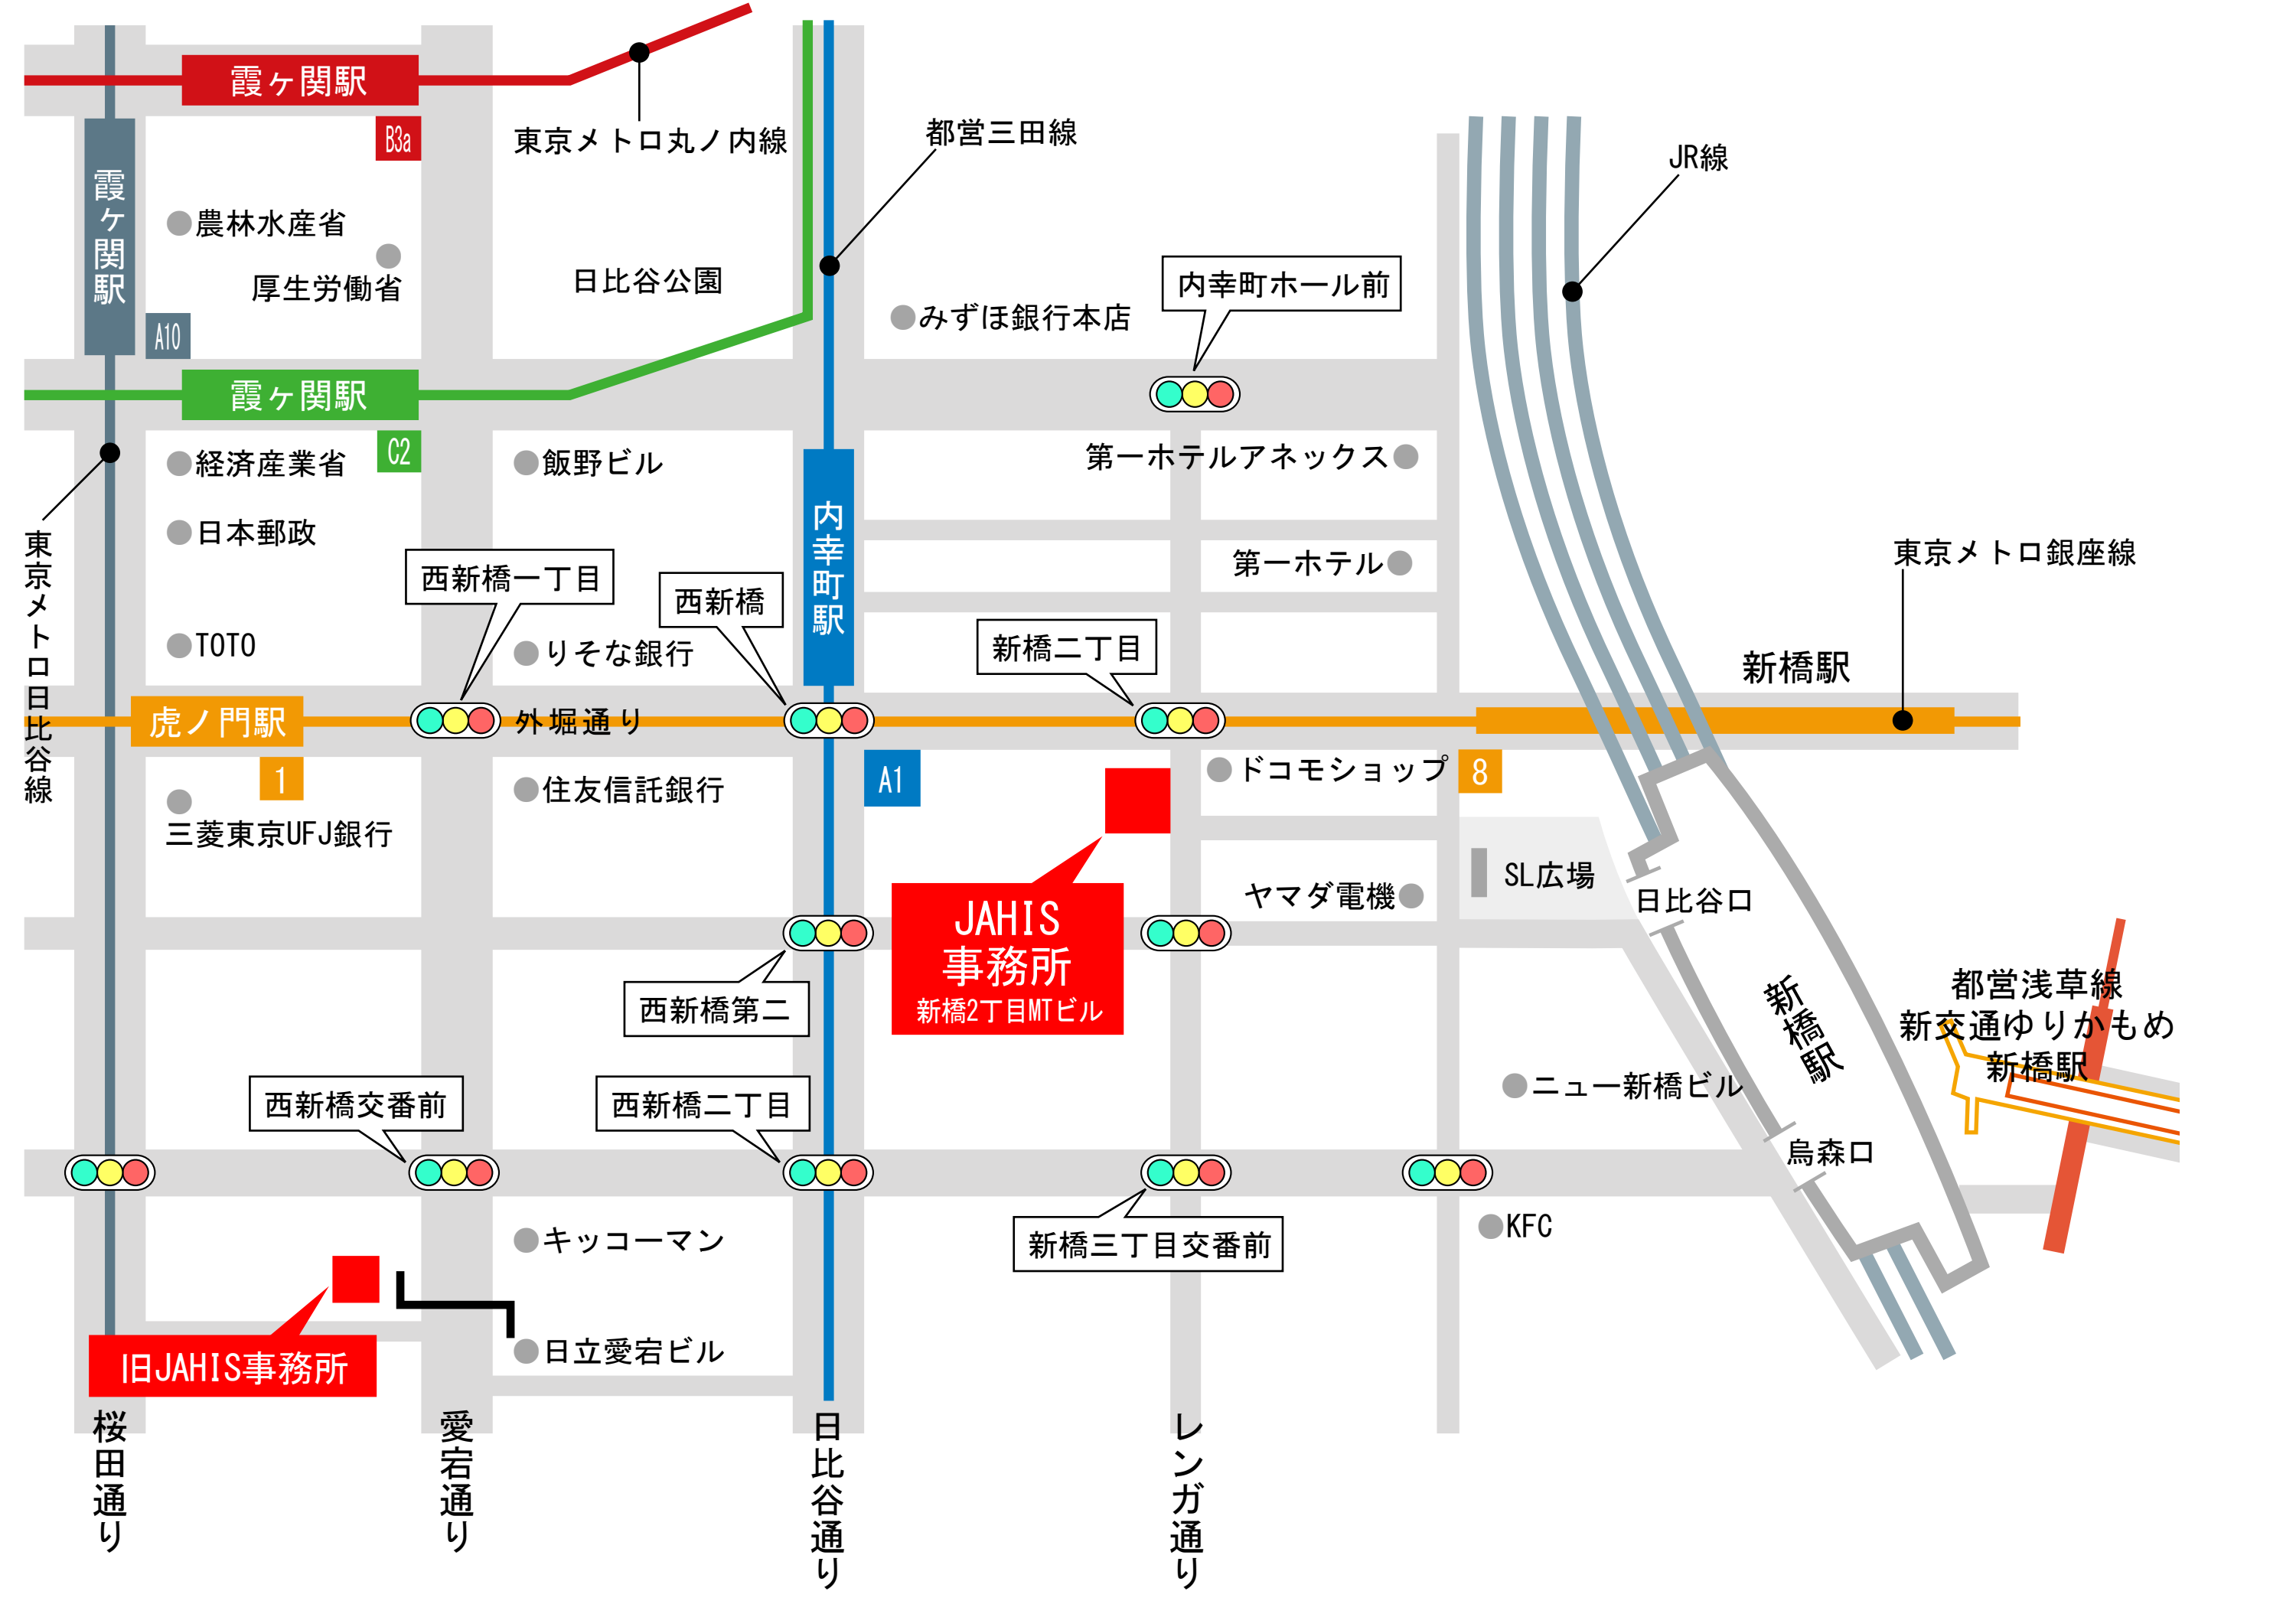 霞ヶ関駅
B3a
東京メトロ丸ノ内線
都営三田線
JR線
霞ヶ関駅
農林水産省
厚生労働省
日比谷公園
みずほ銀行本店
内幸町ホール前
A10
霞ヶ関駅
C2
経済産業省
飯野ビル
第一ホテルアネックス
日本郵政
内幸町駅
第一ホテル
東京メトロ銀座線
東京メトロ日比谷線
西新橋一丁目
西新橋
新橋二丁目
TOTO
りそな銀行
新橋駅
虎ノ門駅
外堀通り
1
A1
ドコモショップ
8
三菱東京UFJ銀行
住友信託銀行
SL広場
ヤマダ電機
日比谷口
JAHIS
事務所
新橋2丁目MTビル
西新橋第二
新橋駅
都営浅草線
新交通ゆりかもめ
新橋駅
西新橋交番前
西新橋二丁目
ニュー新橋ビル
烏森口
キッコーマン
新橋三丁目交番前
KFC
旧JAHIS事務所
日立愛宕ビル
桜田通り
愛宕通り
日比谷通り
レンガ通り